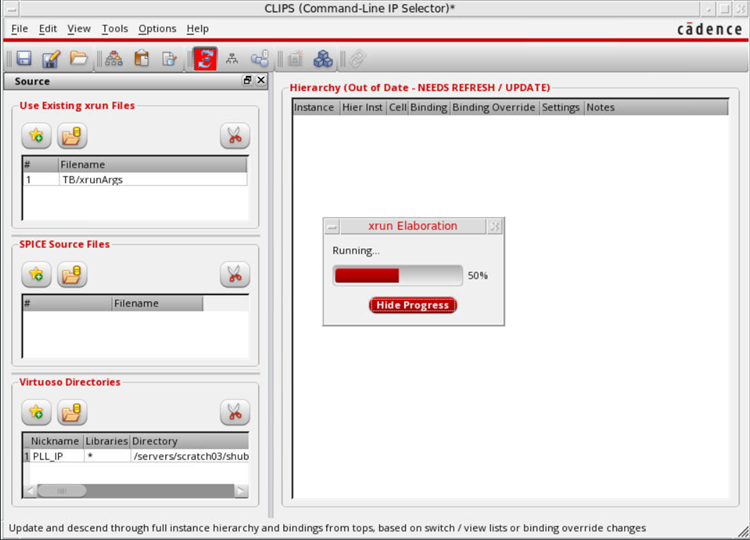 CLIPS (Command-Line IP Selector)*
File Edit View Tools Options Help
cādence
Source
Use Existing xrun Files
# Filename
1 TB/xrunArgs
SPICE Source Files
# Filename
Virtuoso Directories
Nickname Libraries Directory
1 PLL_IP * /servers/scratch03/shub
Hierarchy (Out of Date - NEEDS REFRESH / UPDATE)
Instance Hier Inst Cell Binding Binding Override Settings Notes
xrun Elaboration
Running...
50%
Hide Progress
Update and descend through full instance hierarchy and bindings from tops, based on switch / view lists or binding override changes